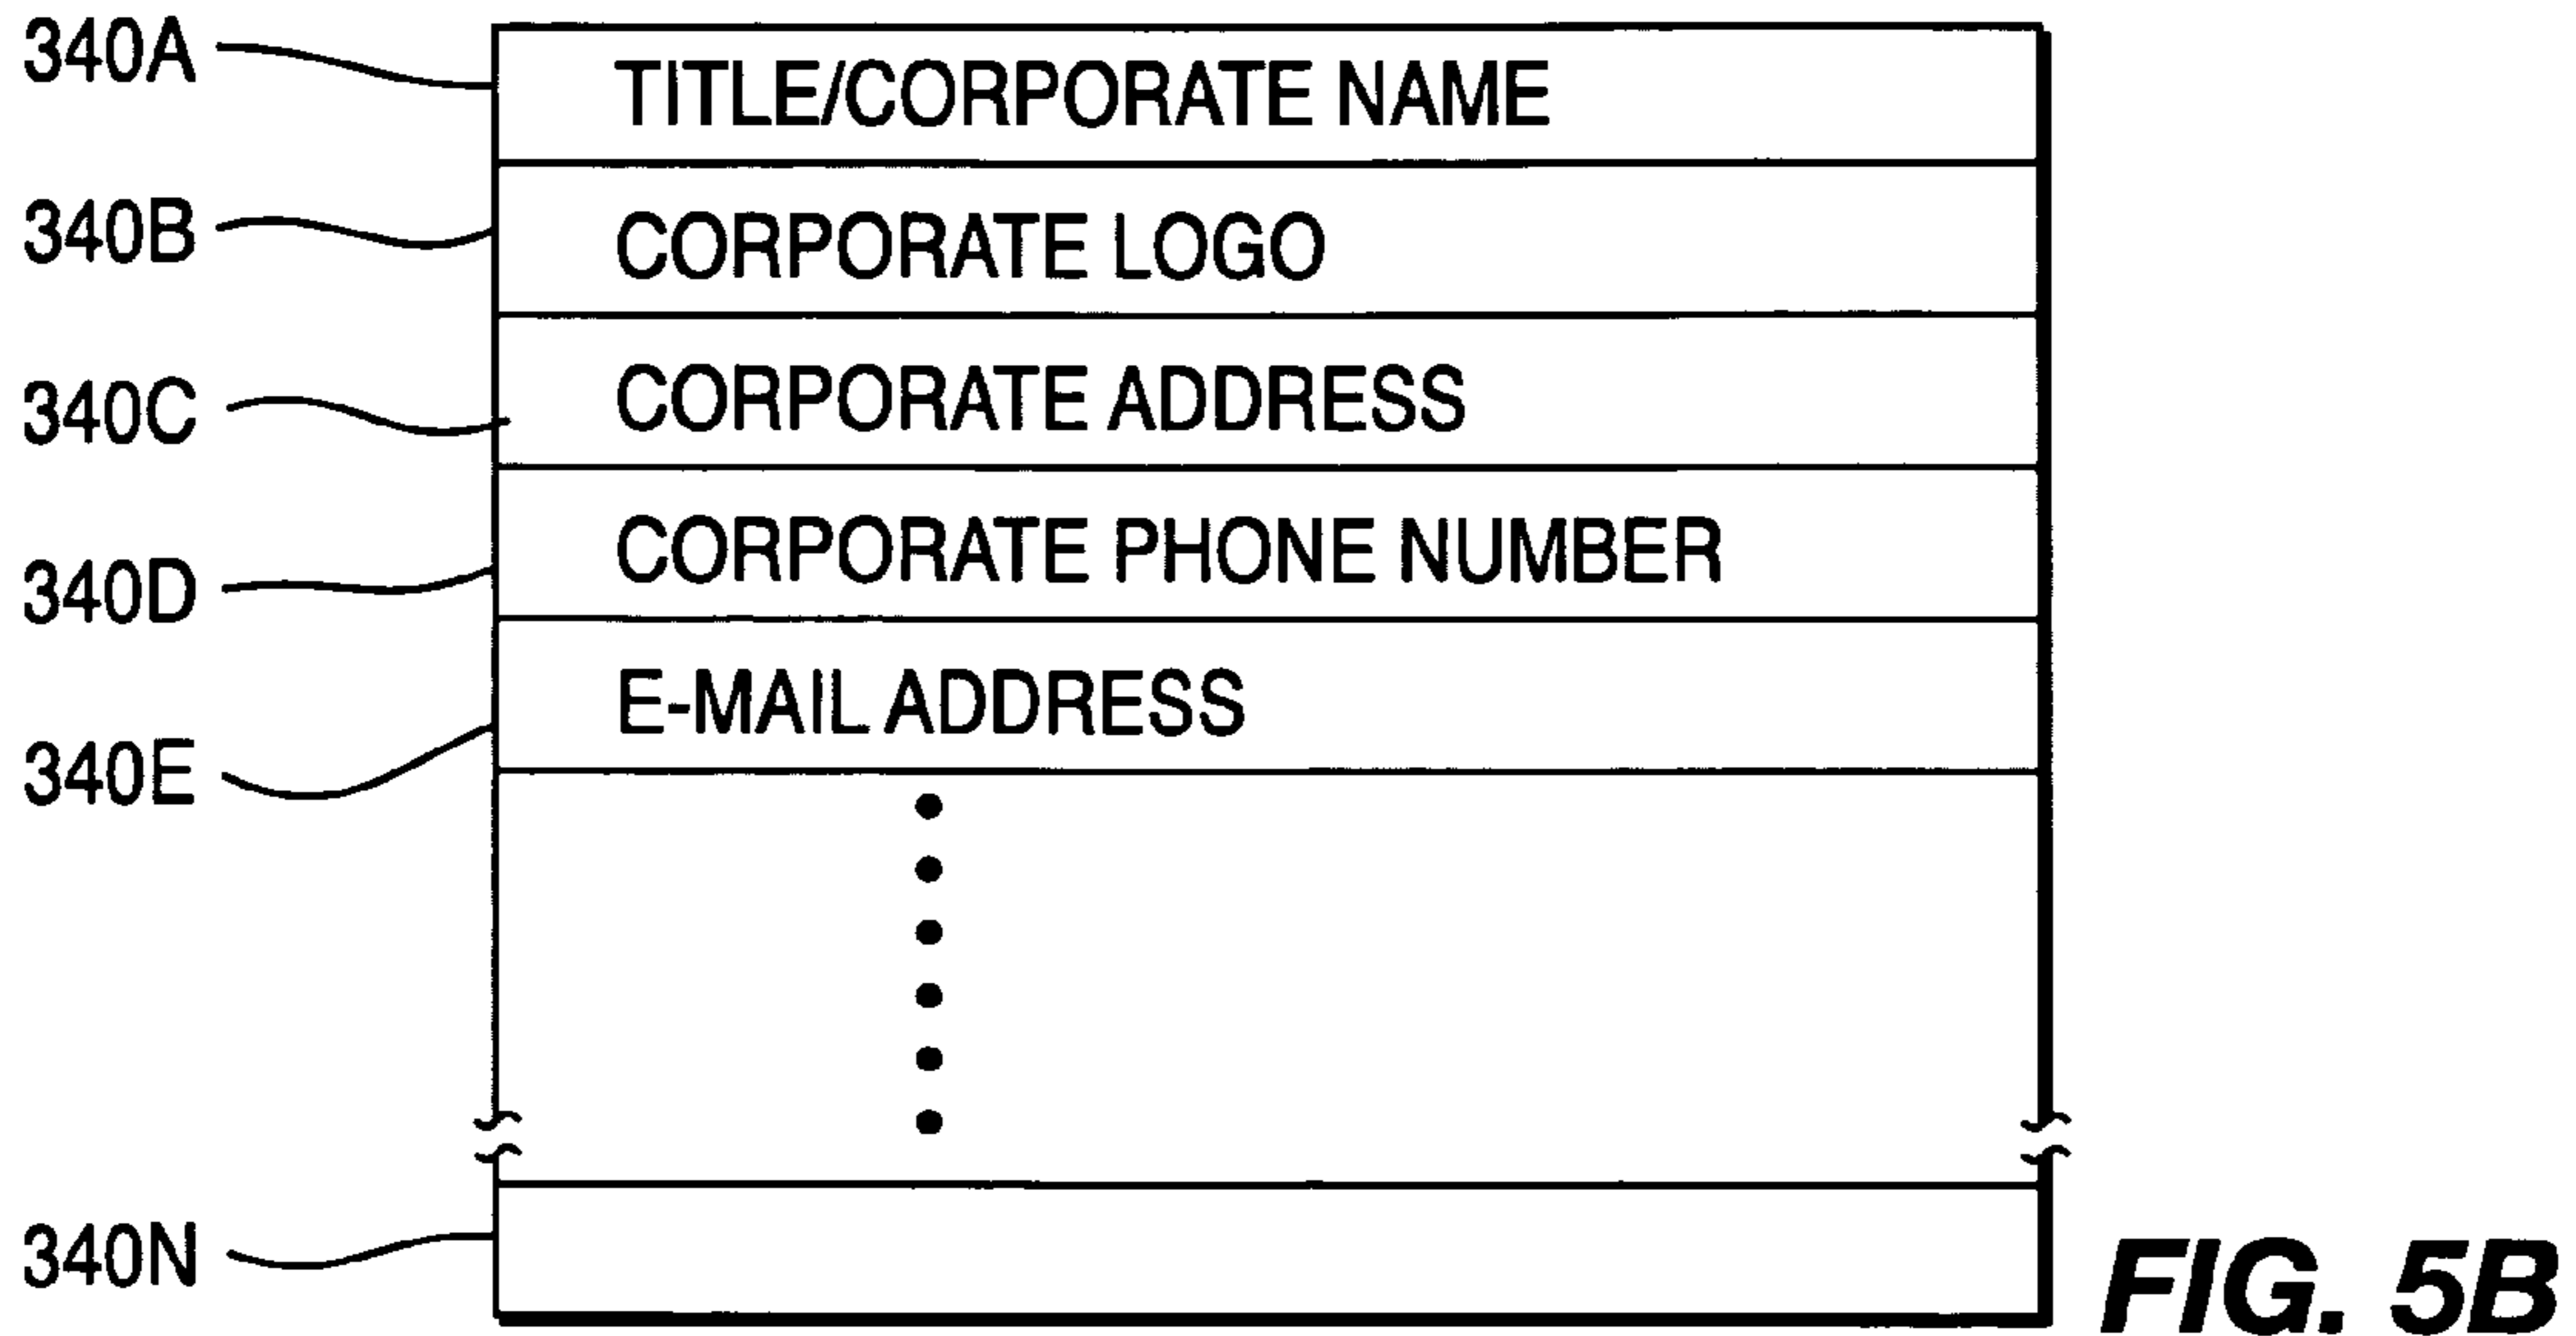 340A TITLE/CORPORATE NAME
340B CORPORATE LOGO
340C CORPORATE ADDRESS
340D CORPORATE PHONE NUMBER
340E E-MAIL ADDRESS
340N
FIG. 5B